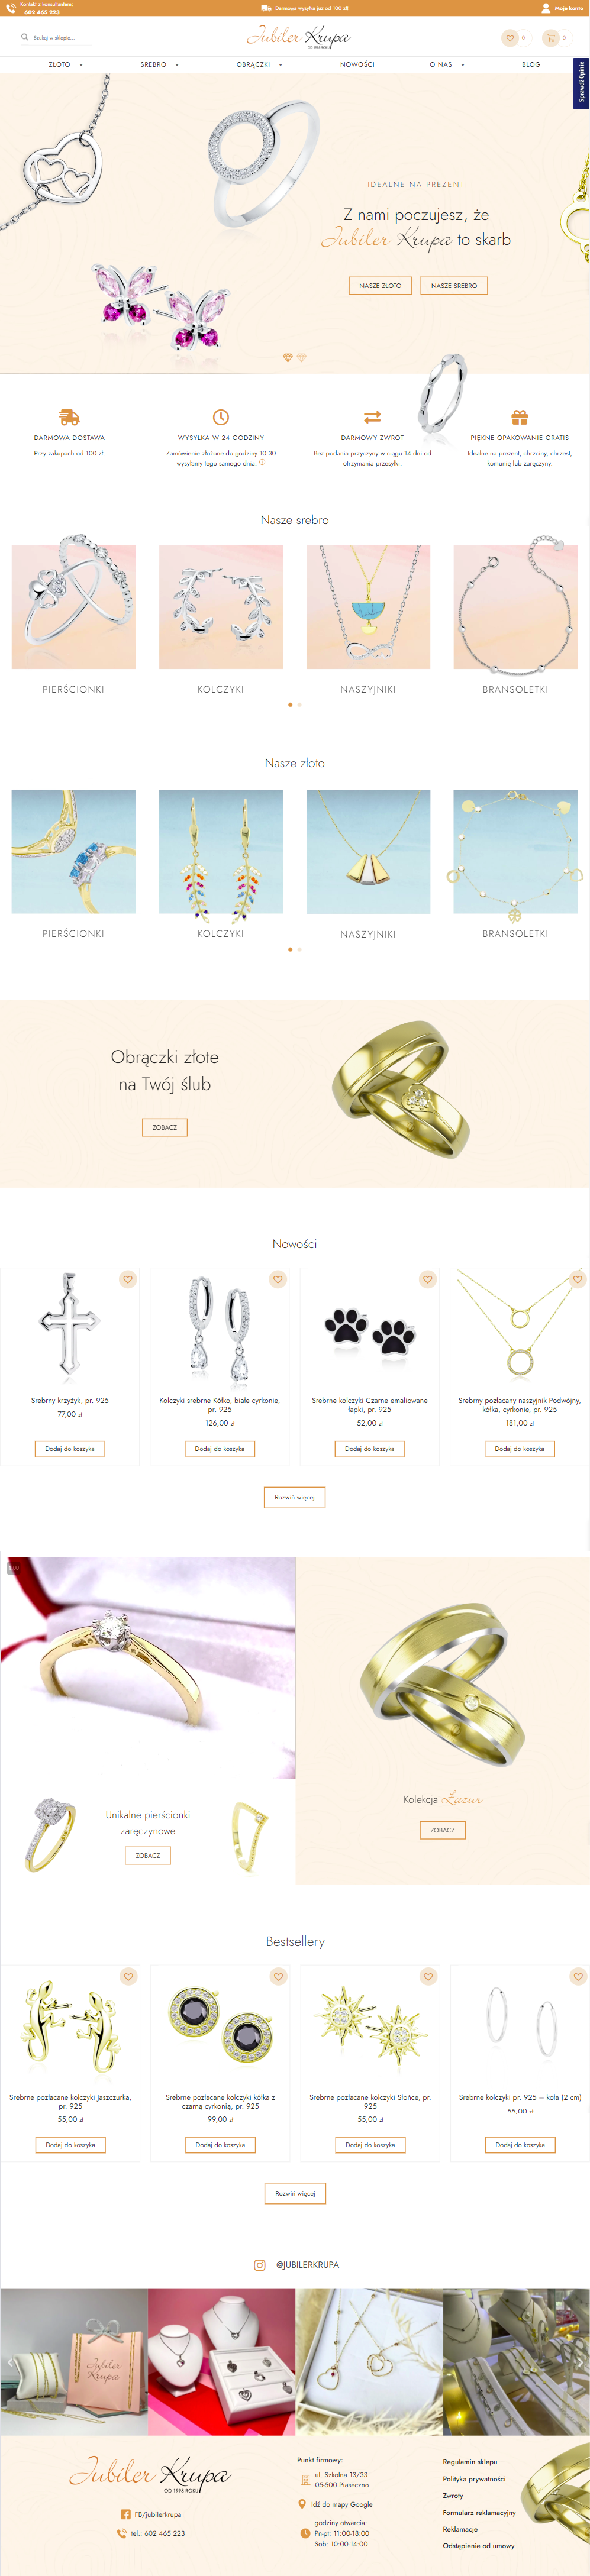 Kontakt z konsultantem:
602 465 223
Darmowa wysyłka już od 100 zł!
Moje konto
Szukaj w sklepie...
Jubiler Krupa
OD 1998 ROKU
0
0
ZŁOTO
SREBRO
OBRĄCZKI
NOWOŚCI
O NAS
BLOG
Sprawdź Opinie
IDEALNE NA PREZENT
Z nami poczujesz, że
Jubiler Krupa to skarb
NASZE ZŁOTO
NASZE SREBRO
DARMOWA DOSTAWA
Przy zakupach od 100 zł.
WYSYŁKA W 24 GODZINY
Zamówienie złożone do godziny 10:30
wysyłamy tego samego dnia.
DARMOWY ZWROT
Bez podania przyczyny w ciągu 14 dni od
otrzymania przesyłki.
PIĘKNE OPAKOWANIE GRATIS
Idealne na prezent, chrzciny, chrzest,
komunię lub zaręczyny.
Nasze srebro
PIERŚCIONKI
KOLCZYKI
NASZYJNIKI
BRANSOLETKI
Nasze złoto
PIERŚCIONKI
KOLCZYKI
NASZYJNIKI
BRANSOLETKI
Obrączki złote
na Twój ślub
ZOBACZ
Nowości
Srebrny krzyżyk, pr. 925
77,00 zł
Dodaj do koszyka
Kolczyki srebrne Kółko, białe cyrkonie,
pr. 925
126,00 zł
Dodaj do koszyka
Srebrne kolczyki Czarne emaliowane
łapki, pr. 925
52,00 zł
Dodaj do koszyka
Srebrny pozłacany naszyjnik Podwójny,
kółka, cyrkonie, pr. 925
181,00 zł
Dodaj do koszyka
Rozwiń więcej
Unikalne pierścionki
zaręczynowe
ZOBACZ
Kolekcja Lazur
ZOBACZ
Bestsellery
Srebrne pozłacane kolczyki Jaszczurka,
pr. 925
55,00 zł
Dodaj do koszyka
Srebrne pozłacane kolczyki kółka z
czarną cyrkonią, pr. 925
99,00 zł
Dodaj do koszyka
Srebrne pozłacane kolczyki Słońce, pr.
925
55,00 zł
Dodaj do koszyka
Srebrne kolczyki pr. 925 – koła (2 cm)
55,00 zł
Dodaj do koszyka
Rozwiń więcej
@JUBILERKRUPA
Jubiler
Krupa
Jubiler Krupa
OD 1998 ROKU
FB/jubilerkrupa
tel.: 602 465 223
Punkt firmowy:
ul. Szkolna 13/33
05-500 Piaseczno
Idź do mapy Google
godziny otwarcia:
Pn-pt: 11:00-18:00
Sob: 10:00-14:00
Regulamin sklepu
Polityka prywatności
Zwroty
Formularz reklamacyjny
Reklamacje
Odstąpienie od umowy